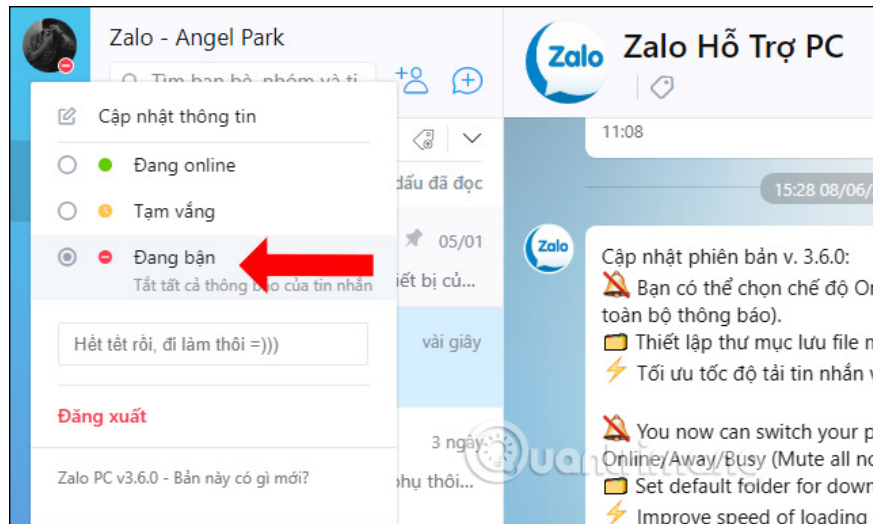 Zalo - Angel Park
Tìm bạn bè, nhóm và ti
Cập nhật thông tin
Đang online
Tạm vắng
Đang bận
Tắt tất cả thông báo của tin nhắn
Hết tết rồi, đi làm thôi =)))
Đăng xuất
Zalo PC v3.6.0 - Bản này có gì mới?
dấu đã đọc
05/01
iết bị củ...
vài giây
3 ngày
phụ thôi...
Zalo
Zalo Hỗ Trợ PC
11:08
15:28 08/06/
Zalo
Cập nhật phiên bản v. 3.6.0:
Bạn có thể chọn chế độ On
toàn bộ thông báo).
Thiết lập thư mục lưu file
Tối ưu tốc độ tải tin nhắn
You now can switch your p
Online/Away/Busy (Mute all no
Set default folder for down
Improve speed of loading
Quantrimang